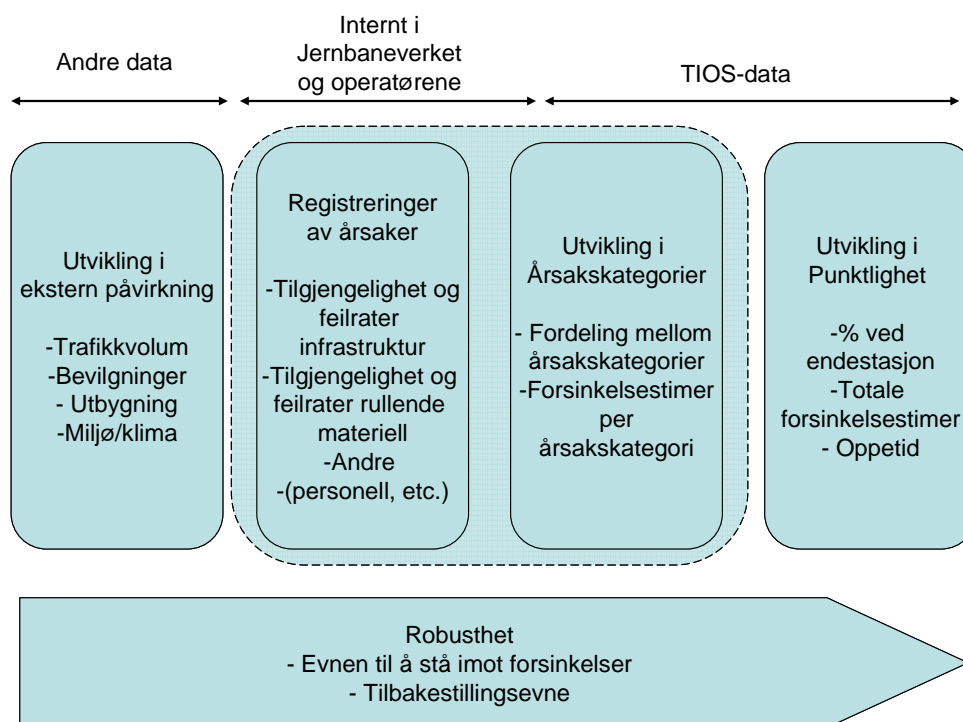 Andre data
Internt i
Jernbaneverket
og operatørene
TIOS-data
Utvikling i
ekstern påvirkning
-Trafikkvolum
-Bevilgninger
- Utbygning
-Miljø/klima
Registreringer
av årsaker
-Tilgjengelighet og
feilrater
infrastruktur
-Tilgjengelighet og
feilrater rullende
materiell
-Andre
-(personell, etc.)
Utvikling i
Årsakskategorier
- Fordeling mellom
årsakskategorier
-Forsinkelsestimer
per
årsakskategori
Utvikling i
Punktlighet
-% ved
endestasjon
-Totale
forsinkelsestimer
- Oppetid
Robusthet
- Evnen til å stå imot forsinkelser
- Tilbakestillingsevne